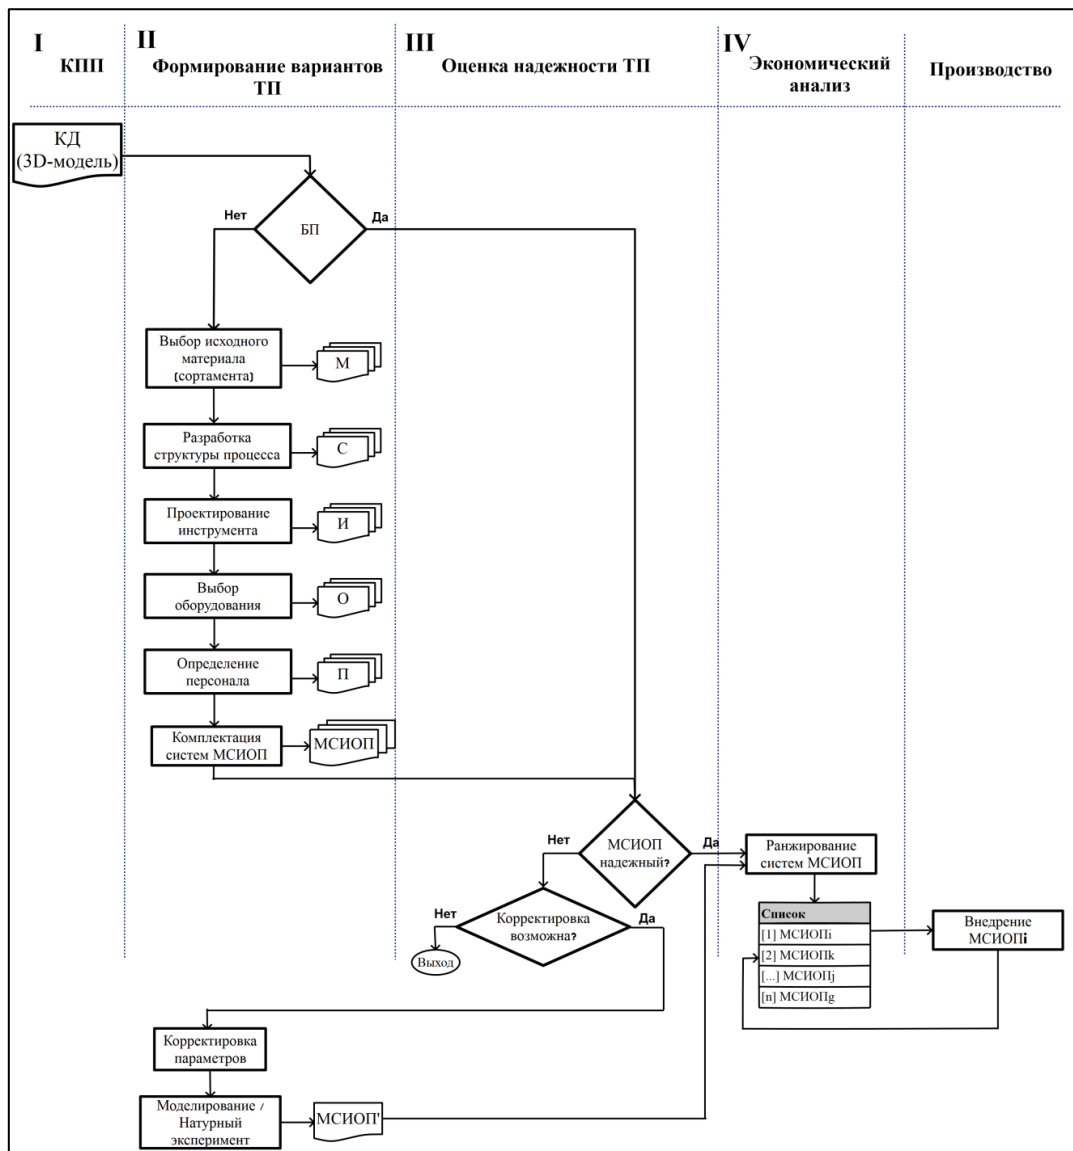 I
КПП
II
Формирование вариантов
ТП
III
Оценка надежности ТП
IV
Экономический
анализ
Производство
КД
(3D-модель)
Нет
БП
Да
Выбор исходного
материала
(сортамента)
М
Разработка
структуры процесса
С
Проектирование
инструмента
И
Выбор
оборудования
О
Определение
персонала
П
Комплектация
систем МСИОП
МСИОП
Нет
МСИОП
надежный?
Да
Ранжирование
систем МСИОП
Нет
Корректировка
возможна?
Да
Выход
Список
[1] МСИОПi
[2] МСИОПk
[...] МСИОПj
[n] МСИОПg
Внедрение
МСИОПi
Корректировка
параметров
Моделирование /
Натурный
эксперимент
МСИОП'